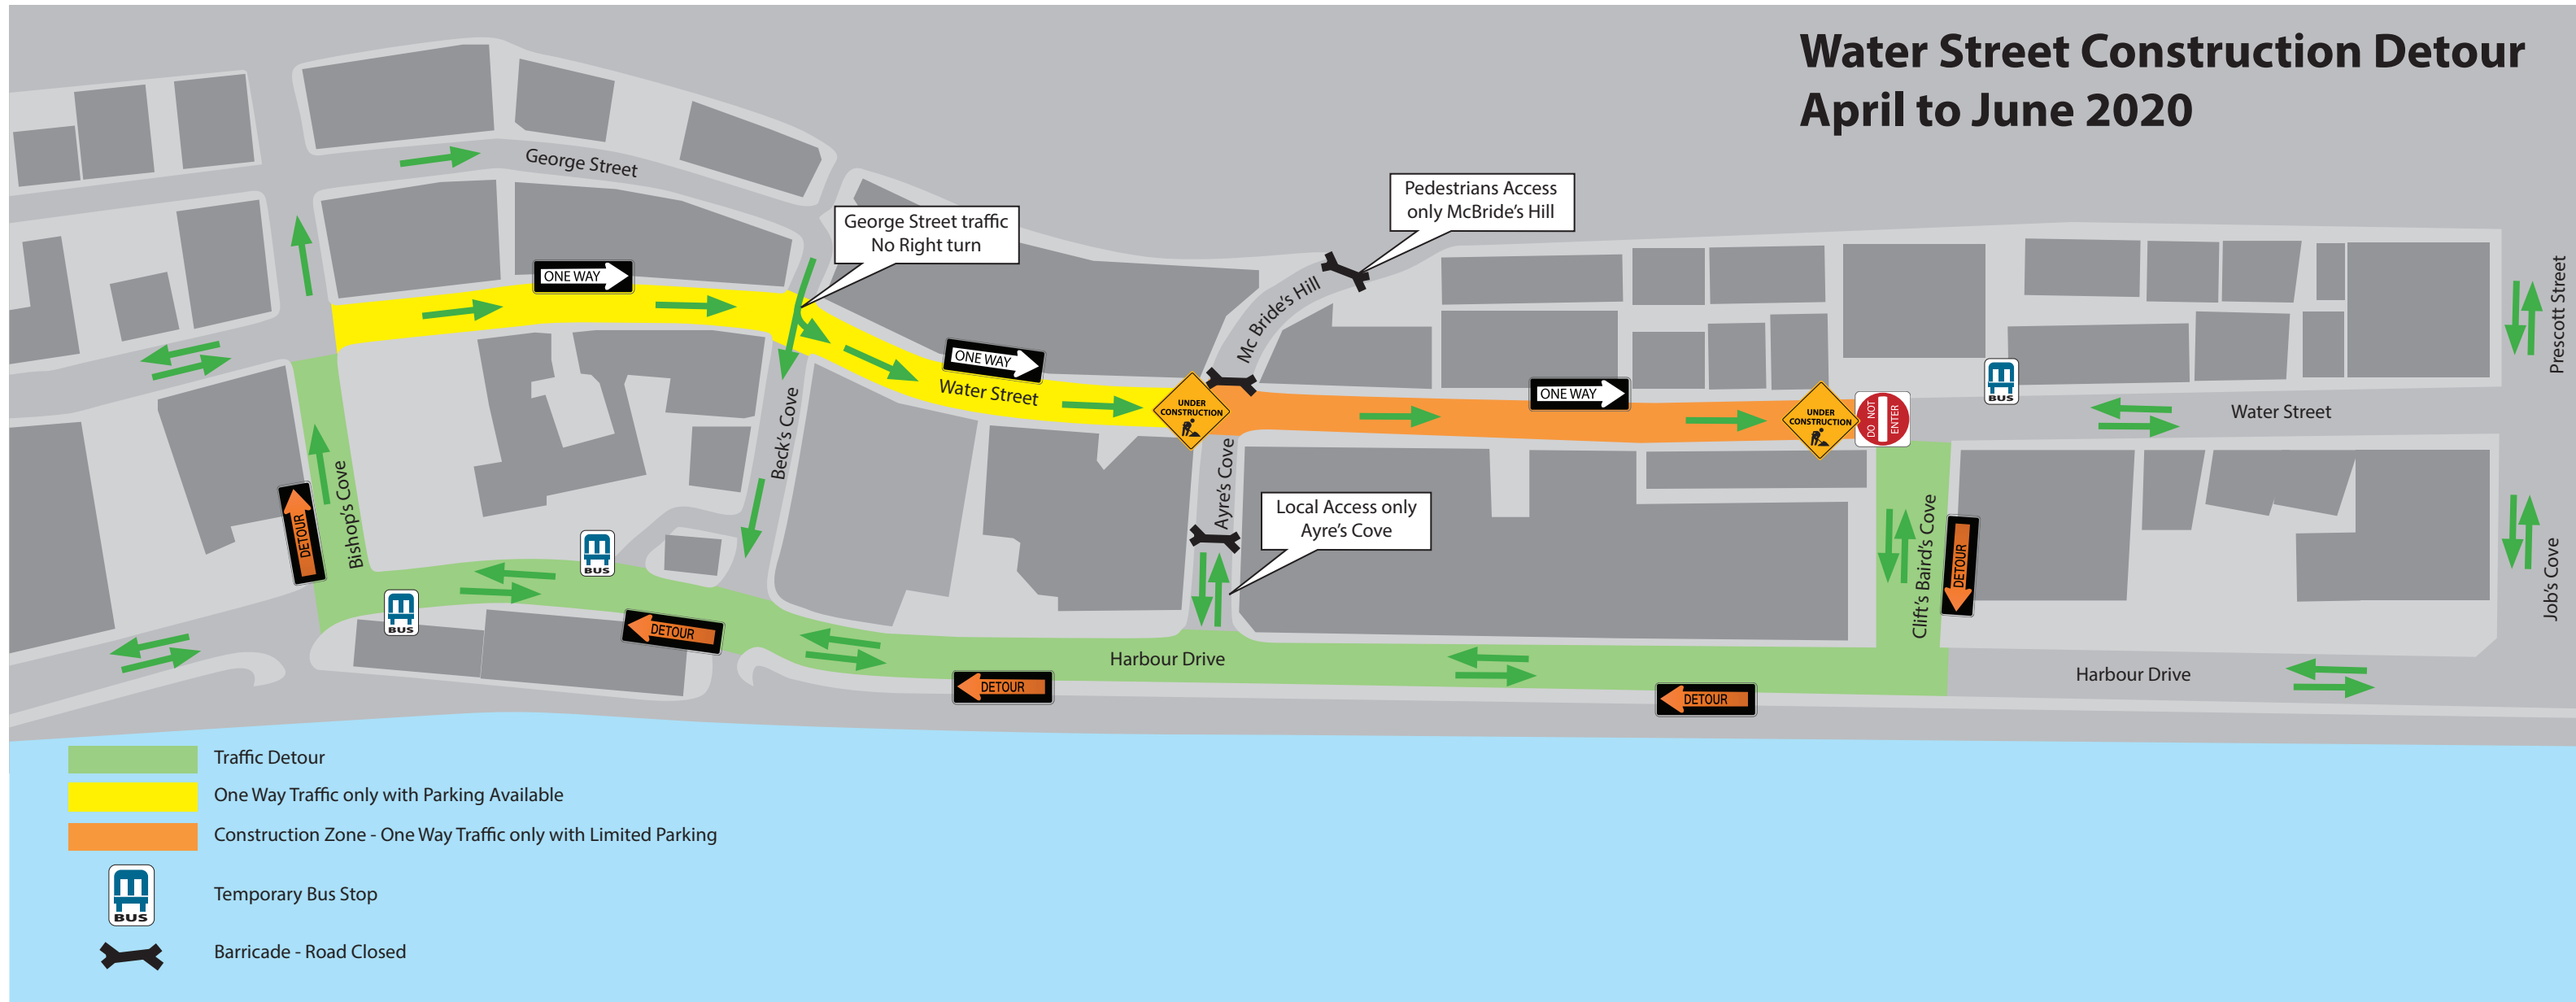 Water Street Construction Detour
April to June 2020
George Street
George Street traffic
No Right turn
Pedestrians Access
only McBride's Hill
ONE WAY
ONE WAY
Mc Bride's Hill
Prescott Street
Water Street
UNDER
CONSTRUCTION
ONE WAY
UNDER
CONSTRUCTION
DO NOT
ENTER
BUS
Water Street
Beck's Cove
Ayre's Cove
Local Access only
Ayre's Cove
Bishop's Cove
DETOUR
BUS
BUS
DETOUR
Clift's Baird's Cove
DETOUR
Job's Cove
Harbour Drive
DETOUR
DETOUR
Harbour Drive
Traffic Detour
One Way Traffic only with Parking Available
Construction Zone - One Way Traffic only with Limited Parking
BUS
Temporary Bus Stop
Barricade - Road Closed